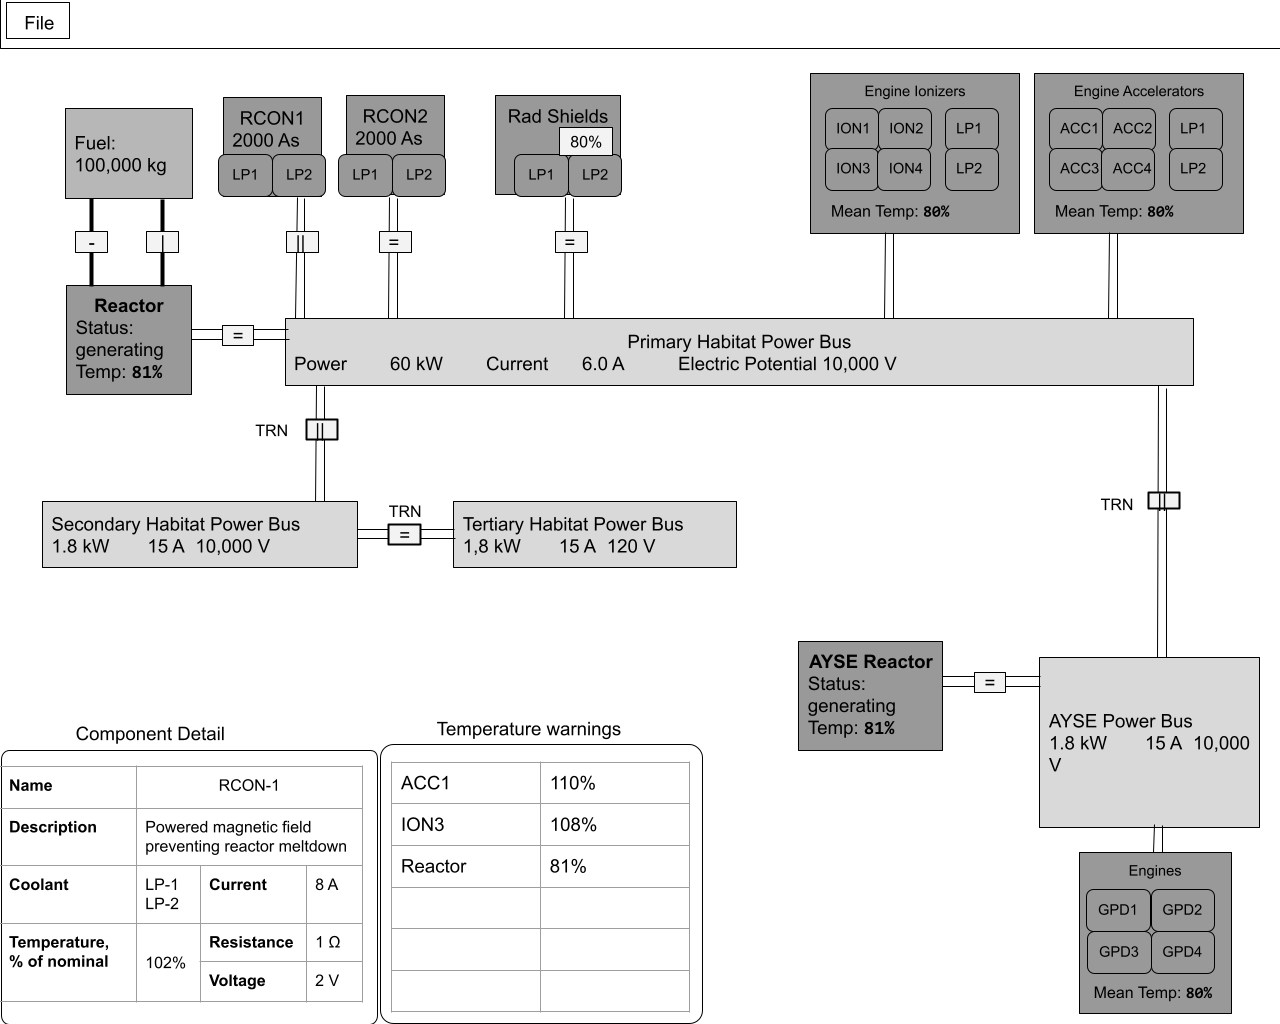 File
Fuel:
100,000 kg
RCON1
2000 As
LP1
LP2
RCON2
2000 As
LP1
LP2
Rad Shields
80%
LP1
LP2
Engine Ionizers
ION1
ION2
LP1
ION3
ION4
LP2
Mean Temp: 80%
Engine Accelerators
ACC1
ACC2
LP1
ACC3
ACC4
LP2
Mean Temp: 80%
-
|
||
=
=
Reactor
Status:
generating
Temp: 81%
=
Primary Habitat Power Bus
Power 60 kW Current 6.0 A Electric Potential 10,000 V
TRN
||
TRN
||
Secondary Habitat Power Bus
1.8 kW 15 A 10,000 V
TRN
=
Tertiary Habitat Power Bus
1,8 kW 15 A 120 V
AYSE Reactor
Status:
generating
Temp: 81%
=
AYSE Power Bus
1.8 kW 15 A 10,000
V
Engines
GPD1
GPD2
GPD3
GPD4
Mean Temp: 80%
Component Detail
Name
RCON-1
Description
Powered magnetic field
preventing reactor meltdown
Coolant
LP-1
LP-2
Current
8 A
Temperature,
% of nominal
102%
Resistance
1 Ω
Voltage
2 V
Temperature warnings
ACC1 110%
ION3 108%
Reactor 81%